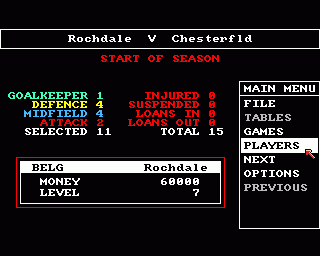 Rochdale V Chesterfld
START OF SEASON
GOALKEEPER 1 INJURED 0
DEFENCE 4 SUSPENDED 0
MIDFIELD 4 LOANS IN 0
ATTACK 2 LOANS OUT 0
SELECTED 11 TOTAL 15
BELG Rochdale
MONEY 60000
LEVEL 7
MAIN MENU
FILE
TABLES
GAMES
PLAYERS
NEXT
OPTIONS
PREVIOUS